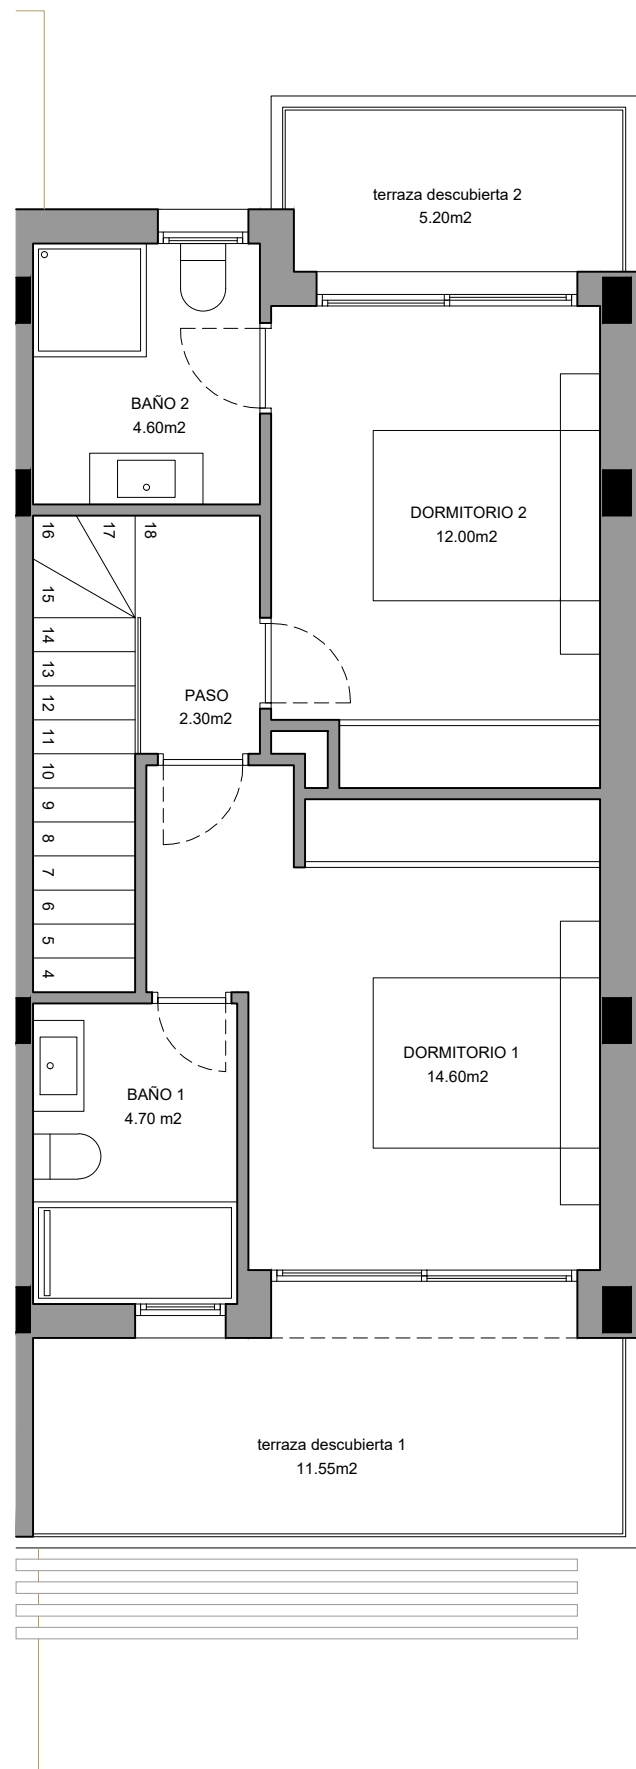 terraza descubierta 2
5.20m2
BAÑO 2
4.60m2
DORMITORIO 2
12.00m2
16
17
18
15
14
13
12
11
10
9
8
7
6
5
4
PASO
2.30m2
DORMITORIO 1
14.60m2
BAÑO 1
4.70 m2
terraza descubierta 1
11.55m2